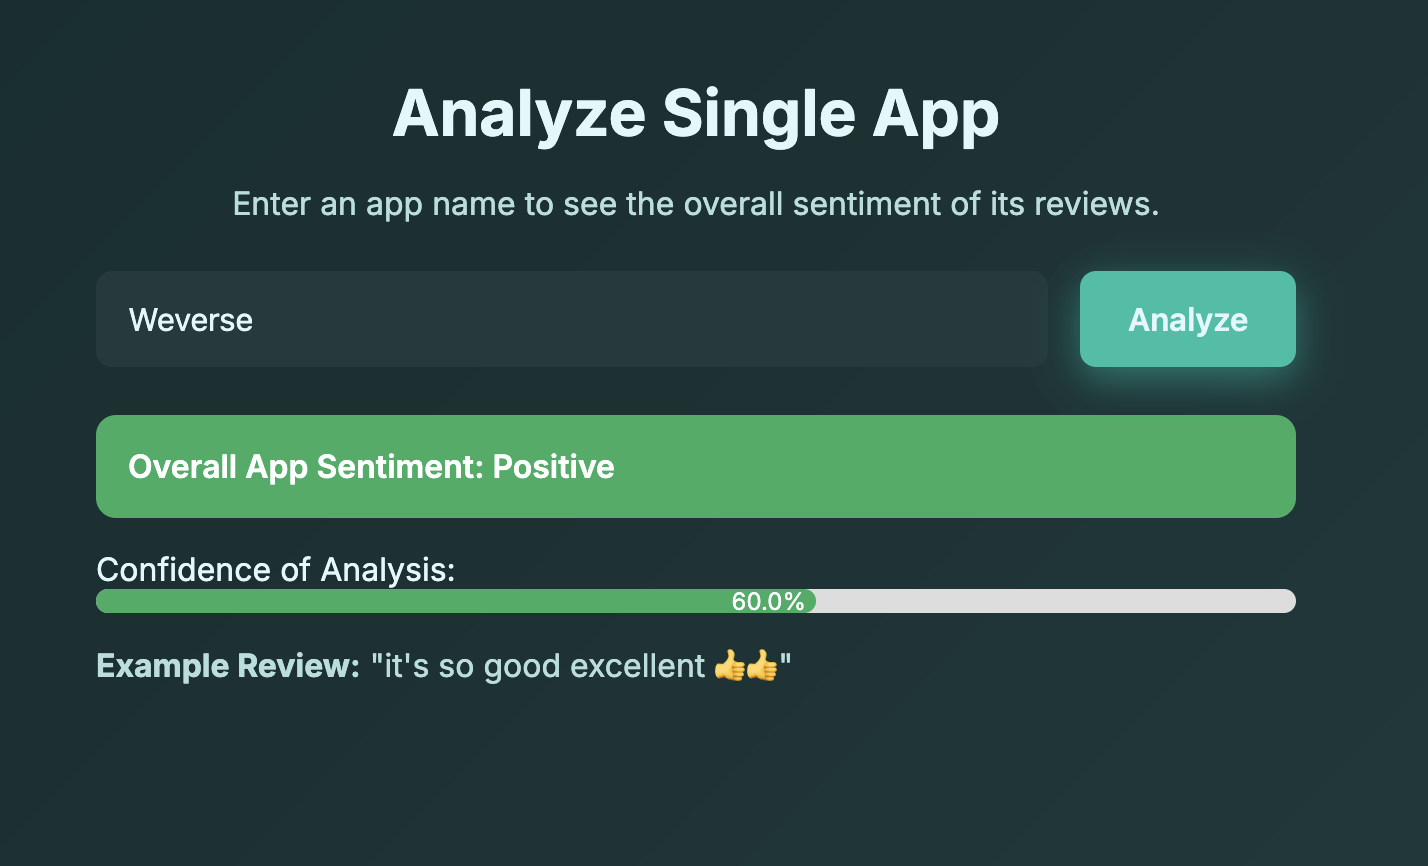 Analyze Single App
Enter an app name to see the overall sentiment of its reviews.
Weverse
Analyze
Overall App Sentiment: Positive
Confidence of Analysis:
60.0%
Example Review: "it's so good excellent 👍👍"